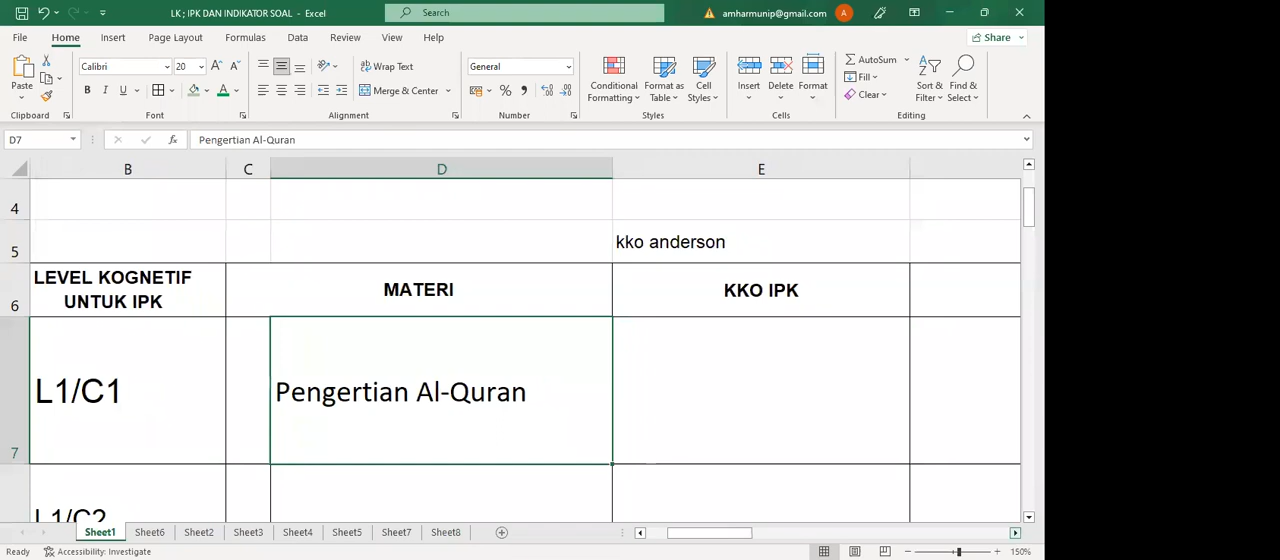 LK ; IPK DAN INDIKATOR SOAL - Excel
Search
amharmunip@gmail.com
A
File Home Insert Page Layout Formulas Data Review View Help
Share
Paste
Calibri 20
Wrap Text
General
Merge & Center
Conditional Formatting
Format as Table
Cell Styles
Insert Delete Format
AutoSum
Fill
Clear
Sort & Filter
Find & Select
Clipboard Font Alignment Number Styles Cells Editing
D7 fx Pengertian Al-Quran
B C D E
4
5 kko anderson
6 LEVEL KOGNETIF UNTUK IPK MATERI KKO IPK
7 L1/C1 Pengertian Al-Quran
L1/C2
Sheet1 Sheet6 Sheet2 Sheet3 Sheet4 Sheet5 Sheet7 Sheet8
Ready Accessibility: Investigate 150%